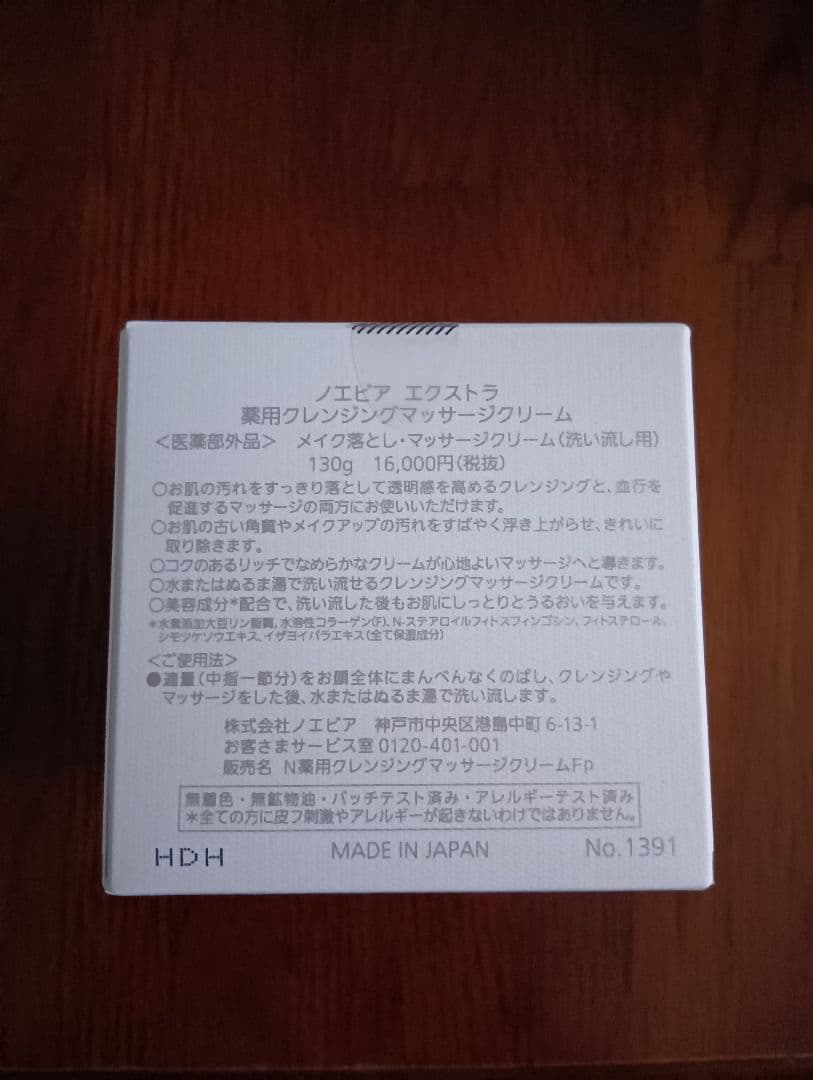 ノエビア エクストラ
薬用クレンジングマッサージクリーム
＜医薬部外品＞ メイク落とし・マッサージクリーム（洗い流し用）
130g 16,000円（税抜）
○お肌の汚れをすっきり落として透明感を高めるクレンジングと、血行を
促進するマッサージの両方にお使いいただけます。
○お肌の古い角質やメイクアップの汚れをすばやく浮き上がらせ、きれいに
取り除きます。
○コクのあるリッチでなめらかなクリームが心地よいマッサージへと導きます。
○水またはぬるま湯で洗い流せるクレンジングマッサージクリームです。
○美容成分＊配合で、洗い流した後もお肌にしっとりとうるおいを与えます。
＊水素添加大豆リン脂質、水溶性コラーゲン（F）、N-ステアロイルフィトスフィンゴシン、フィトステロール、
シモツケソウエキス、イザヨイバラエキス（全て保湿成分）
＜ご使用法＞
●適量（中指一節分）をお顔全体にまんべんなくのばし、クレンジングや
マッサージをした後、水またはぬるま湯で洗い流します。
株式会社ノエビア 神戸市中央区港島中町6-13-1
お客さまサービス室 0120-401-001
販売名 N薬用クレンジングマッサージクリームFp
無着色・無鉱物油・パッチテスト済み・アレルギーテスト済み
＊全ての方に皮フ刺激やアレルギーが起きないわけではありません。
HDH MADE IN JAPAN No.1391